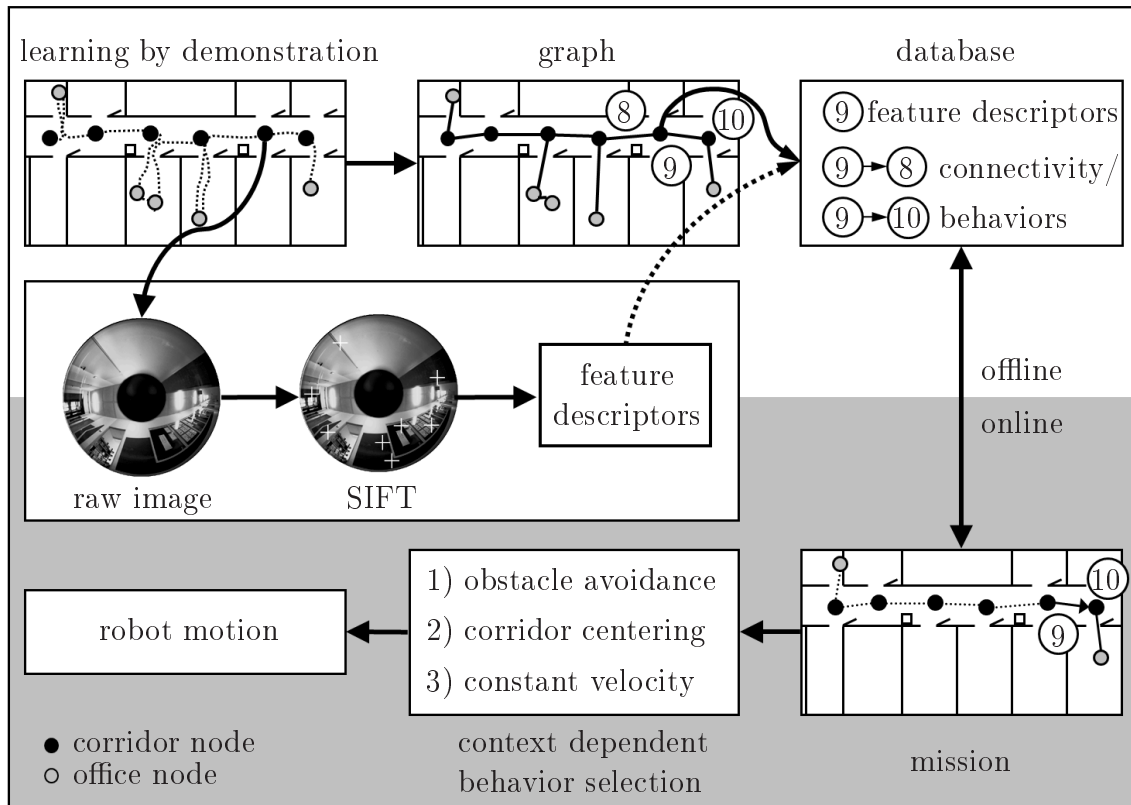 learning by demonstration
graph
database
8
10
9
9 feature descriptors
9 8 connectivity/
9 10 behaviors
feature
descriptors
raw image
SIFT
offline
online
robot motion
1) obstacle avoidance
2) corridor centering
3) constant velocity
10
9
corridor node
office node
context dependent
behavior selection
mission